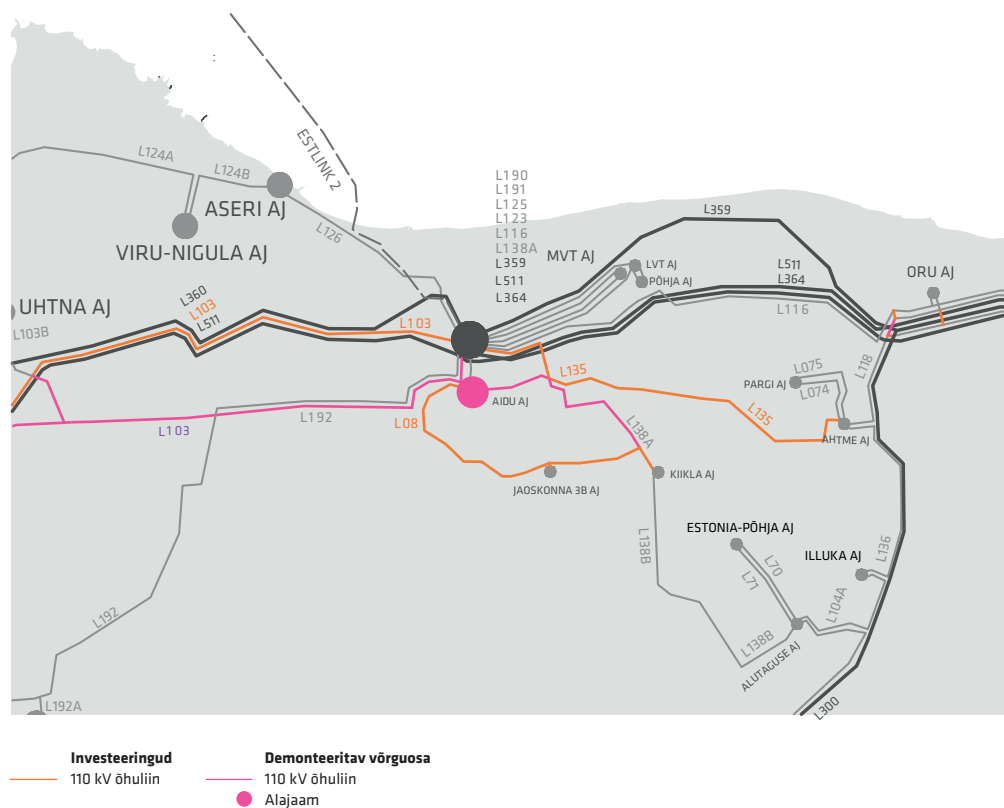 L124A
L124B
ASERI AJ
VIRU-NIGULA AJ
L126
ESTLINK 2
L190
L191
L125
L123
L116
L138A
L359
L511
L364
MVT AJ
LVT AJ
PÕHJA AJ
L359
L511
L364
L116
ORU AJ
UHTNA AJ
L103B
L360
L103
L511
L103
L135
L118
L075
L074
PARGI AJ
L135
AHTME AJ
AIDU AJ
L103
L192
L08
L138A
JAOSKONNA 3B AJ
KIIKLA AJ
ESTONIA-PÕHJA AJ
L70
L71
ILLUKA AJ
L136
L104A
L138B
L138B
ALUTAGUSE AJ
L300
L192
L192A
Investeeringud
110 kV õhuliin
Demonteeritav võrguosa
110 kV õhuliin
Alajaam